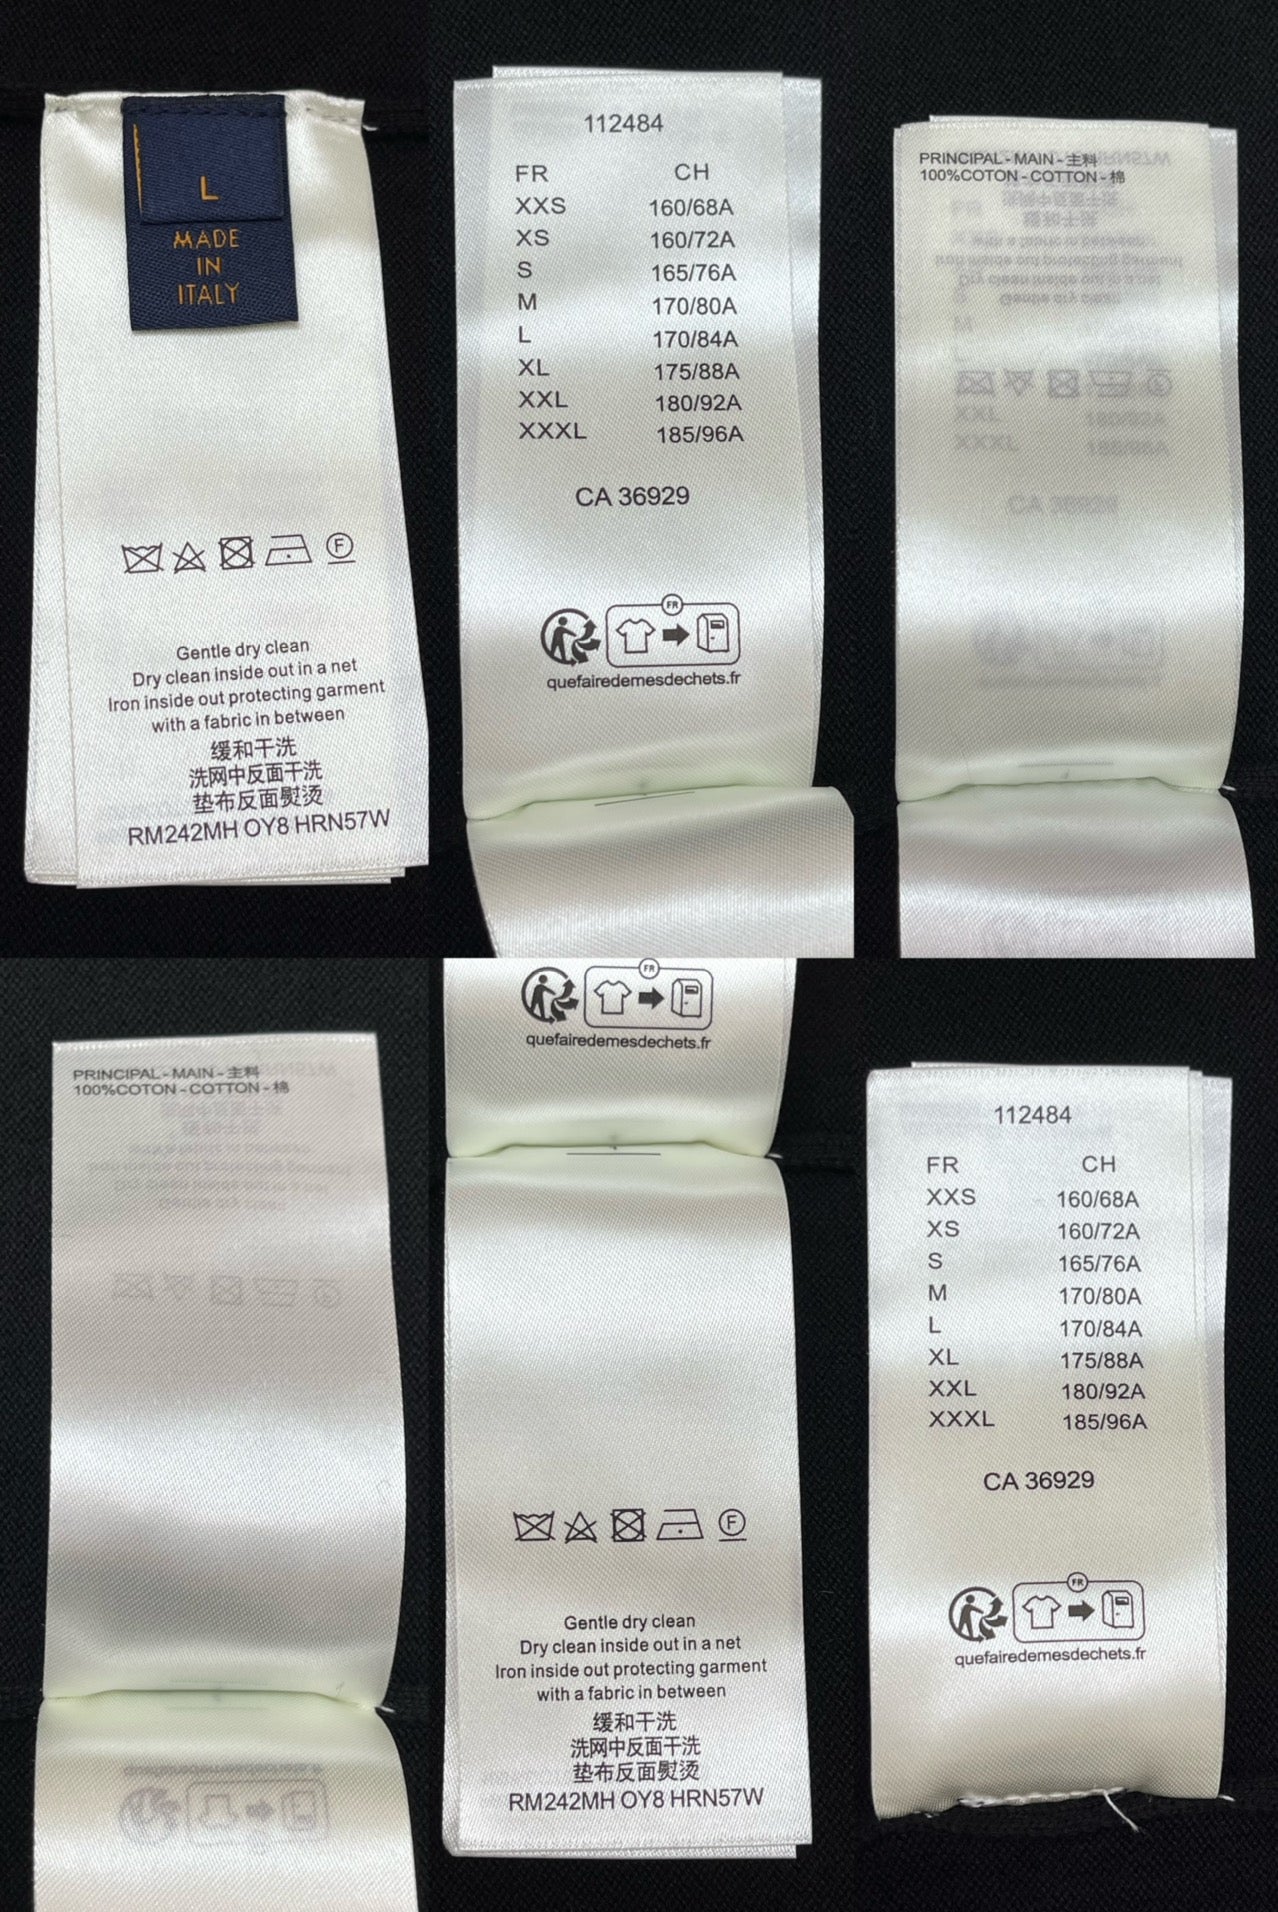 L
MADE
IN
ITALY
F
Gentle dry clean
Dry clean inside out in a net
Iron inside out protecting garment
with a fabric in between
缓和干洗
洗网中反面干洗
垫布反面熨烫
RM242MH OY8 HRN57W
112484
FR CH
XXS 160/68A
XS 160/72A
S 165/76A
M 170/80A
L 170/84A
XL 175/88A
XXL 180/92A
XXXL 185/96A
CA 36929
FR
quefairedemesdechets.fr
PRINCIPAL - MAIN - 主料
100%COTON - COTTON - 棉
PRINCIPAL - MAIN - 主料
100%COTON - COTTON - 棉
FR
quefairedemesdechets.fr
F
Gentle dry clean
Dry clean inside out in a net
Iron inside out protecting garment
with a fabric in between
缓和干洗
洗网中反面干洗
垫布反面熨烫
RM242MH OY8 HRN57W
112484
FR CH
XXS 160/68A
XS 160/72A
S 165/76A
M 170/80A
L 170/84A
XL 175/88A
XXL 180/92A
XXXL 185/96A
CA 36929
FR
quefairedemesdechets.fr